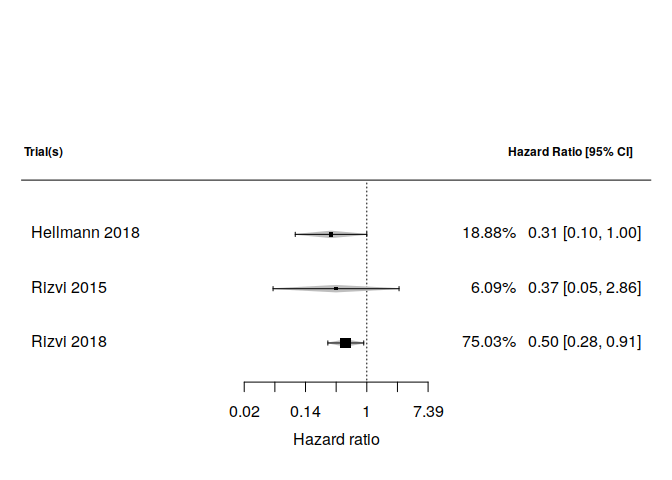 Trial(s) Hazard Ratio [95% CI]
Hellmann 2018 18.88% 0.31 [0.10, 1.00]
Rizvi 2015 6.09% 0.37 [0.05, 2.86]
Rizvi 2018 75.03% 0.50 [0.28, 0.91]
0.02 0.14 1 7.39
Hazard ratio